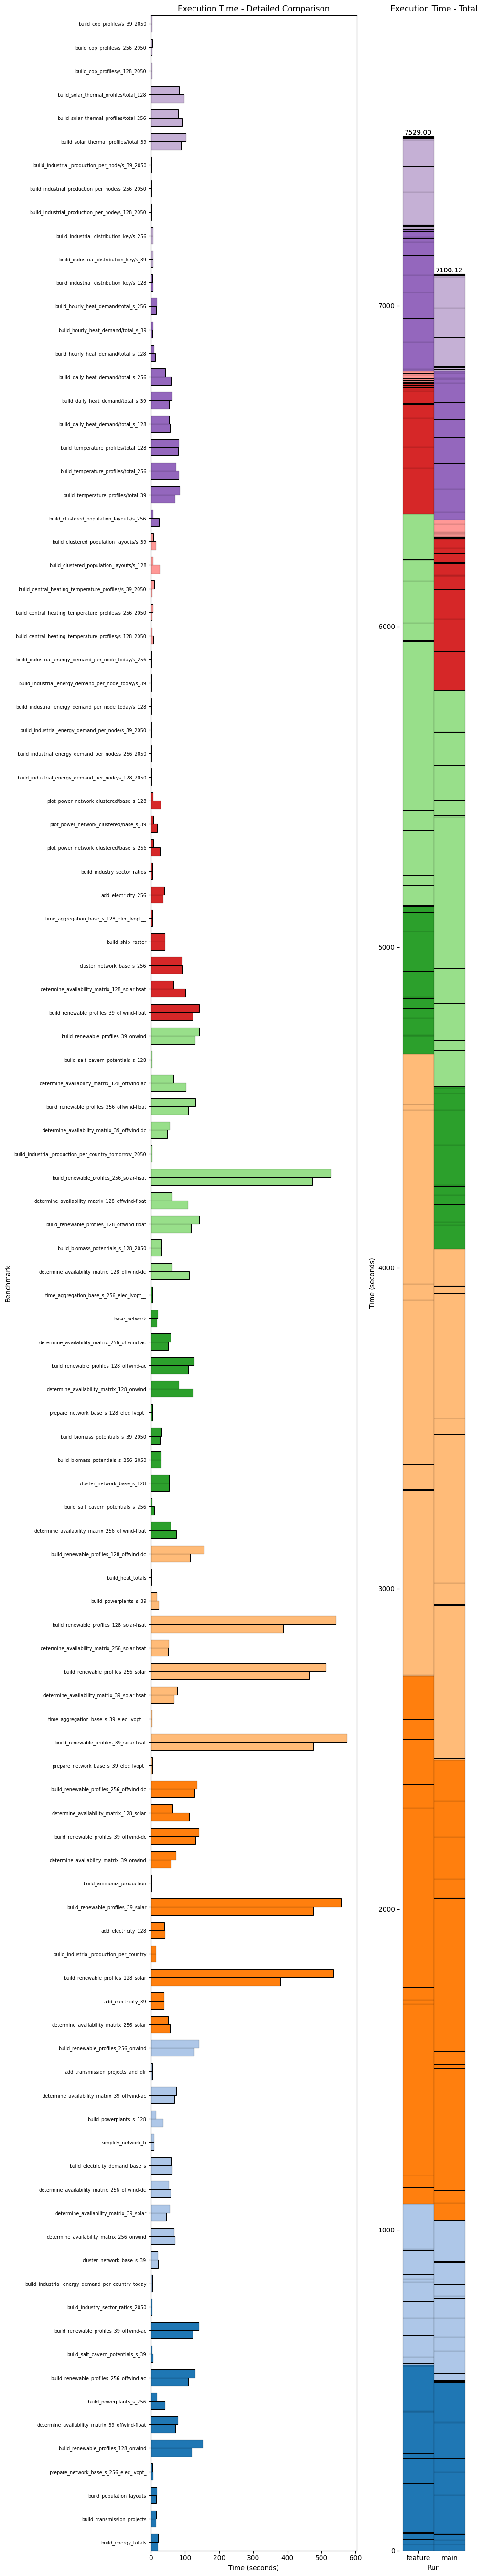 Execution Time - Detailed Comparison
Execution Time - Total
build_cop_profiles/s_39_2050
build_cop_profiles/s_256_2050
build_cop_profiles/s_128_2050
build_solar_thermal_profiles/total_128
build_solar_thermal_profiles/total_256
build_solar_thermal_profiles/total_39
build_industrial_production_per_node/s_39_2050
build_industrial_production_per_node/s_256_2050
build_industrial_production_per_node/s_128_2050
build_industrial_distribution_key/s_256
build_industrial_distribution_key/s_39
build_industrial_distribution_key/s_128
build_hourly_heat_demand/total_s_256
build_hourly_heat_demand/total_s_39
build_hourly_heat_demand/total_s_128
build_daily_heat_demand/total_s_256
build_daily_heat_demand/total_s_39
build_daily_heat_demand/total_s_128
build_temperature_profiles/total_128
build_temperature_profiles/total_256
build_temperature_profiles/total_39
build_clustered_population_layouts/s_256
build_clustered_population_layouts/s_39
build_clustered_population_layouts/s_128
build_central_heating_temperature_profiles/s_39_2050
build_central_heating_temperature_profiles/s_256_2050
build_central_heating_temperature_profiles/s_128_2050
build_industrial_energy_demand_per_node_today/s_256
build_industrial_energy_demand_per_node_today/s_39
build_industrial_energy_demand_per_node_today/s_128
build_industrial_energy_demand_per_node/s_39_2050
build_industrial_energy_demand_per_node/s_256_2050
build_industrial_energy_demand_per_node/s_128_2050
plot_power_network_clustered/base_s_128
plot_power_network_clustered/base_s_39
plot_power_network_clustered/base_s_256
build_industry_sector_ratios
add_electricity_256
time_aggregation_base_s_128_elec_lvopt__
build_ship_raster
cluster_network_base_s_256
determine_availability_matrix_128_solar-hsat
build_renewable_profiles_39_offwind-float
build_renewable_profiles_39_onwind
build_salt_cavern_potentials_s_128
determine_availability_matrix_128_offwind-ac
build_renewable_profiles_256_offwind-float
determine_availability_matrix_39_offwind-dc
build_industrial_production_per_country_tomorrow_2050
build_renewable_profiles_256_solar-hsat
determine_availability_matrix_128_offwind-float
build_renewable_profiles_128_offwind-float
build_biomass_potentials_s_128_2050
determine_availability_matrix_128_offwind-dc
time_aggregation_base_s_256_elec_lvopt__
base_network
determine_availability_matrix_256_offwind-ac
build_renewable_profiles_128_offwind-ac
determine_availability_matrix_128_onwind
prepare_network_base_s_128_elec_lvopt_
build_biomass_potentials_s_39_2050
build_biomass_potentials_s_256_2050
cluster_network_base_s_128
build_salt_cavern_potentials_s_256
determine_availability_matrix_256_offwind-float
build_renewable_profiles_128_offwind-dc
build_heat_totals
build_powerplants_s_39
build_renewable_profiles_128_solar-hsat
determine_availability_matrix_256_solar-hsat
build_renewable_profiles_256_solar
determine_availability_matrix_39_solar-hsat
time_aggregation_base_s_39_elec_lvopt__
build_renewable_profiles_39_solar-hsat
prepare_network_base_s_39_elec_lvopt_
build_renewable_profiles_256_offwind-dc
determine_availability_matrix_128_solar
build_renewable_profiles_39_offwind-dc
determine_availability_matrix_39_onwind
build_ammonia_production
build_renewable_profiles_39_solar
add_electricity_128
build_industrial_production_per_country
build_renewable_profiles_128_solar
add_electricity_39
determine_availability_matrix_256_solar
build_renewable_profiles_256_onwind
add_transmission_projects_and_dlr
determine_availability_matrix_39_offwind-ac
build_powerplants_s_128
simplify_network_b
build_electricity_demand_base_s
determine_availability_matrix_256_offwind-dc
determine_availability_matrix_39_solar
determine_availability_matrix_256_onwind
cluster_network_base_s_39
build_industrial_energy_demand_per_country_today
build_industry_sector_ratios_2050
build_renewable_profiles_39_offwind-ac
build_salt_cavern_potentials_s_39
build_renewable_profiles_256_offwind-ac
build_powerplants_s_256
determine_availability_matrix_39_offwind-float
build_renewable_profiles_128_onwind
prepare_network_base_s_256_elec_lvopt_
build_population_layouts
build_transmission_projects
build_energy_totals
Benchmark
0 100 200 300 400 500 600
Time (seconds)
7529.00
7100.12
7000
6000
5000
4000
3000
2000
1000
0
Time (seconds)
feature main
Run